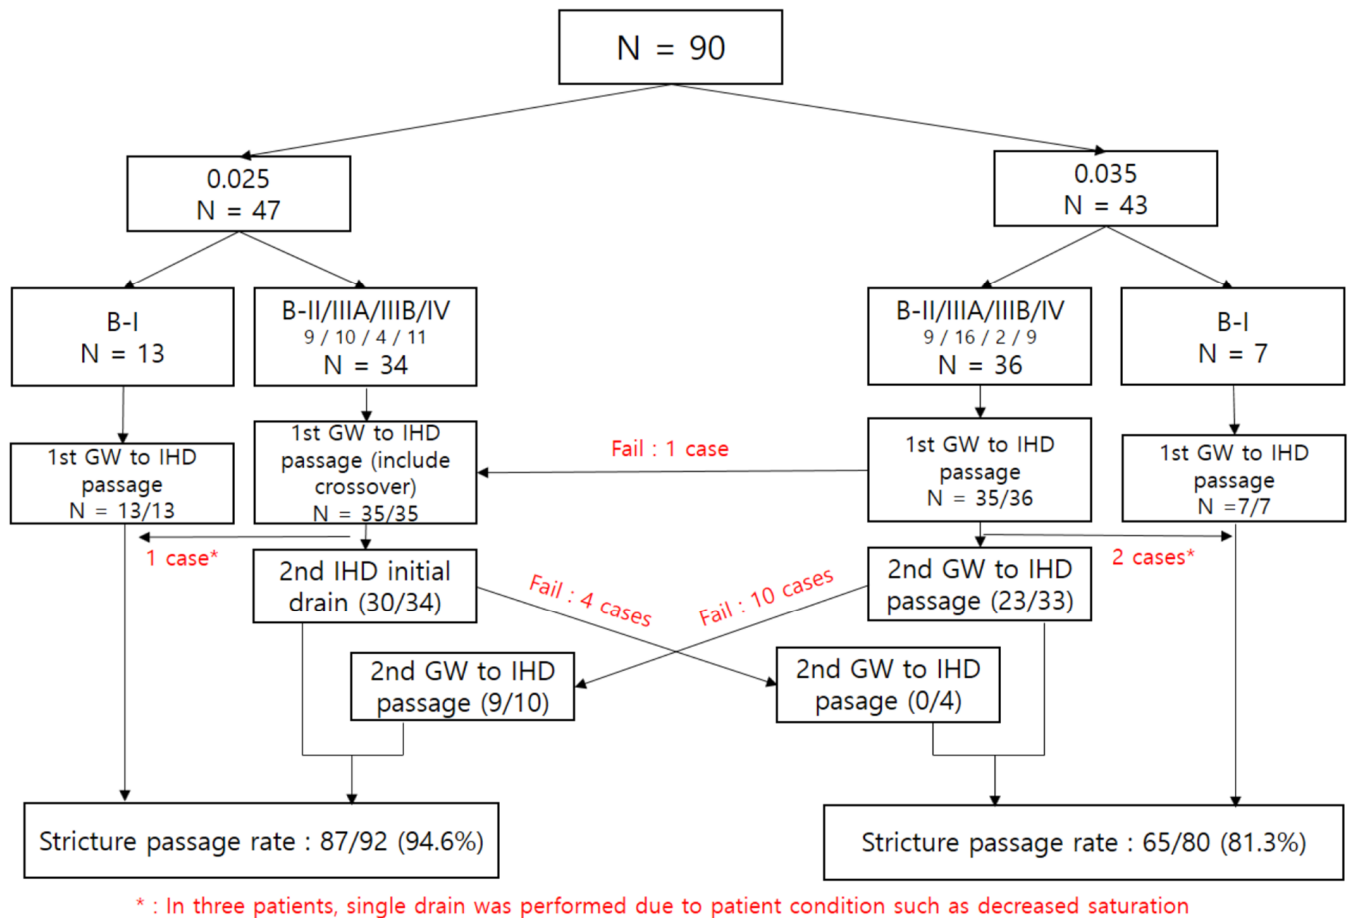 N = 90
0.025
N = 47
0.035
N = 43
B-I
N = 13
B-II/IIIA/IIIB/IV
9 / 10 / 4 / 11
N = 34
B-II/IIIA/IIIB/IV
9 / 16 / 2 / 9
N = 36
B-I
N = 7
1st GW to IHD
passage
N = 13/13
1st GW to IHD
passage (include
crossover)
N = 35/35
Fail : 1 case
1st GW to IHD
passage
N = 35/36
1st GW to IHD
passage
N =7/7
1 case*
2 cases*
2nd IHD initial
drain (30/34)
Fail : 4 cases
Fail : 10 cases
2nd GW to IHD
passage (23/33)
2nd GW to IHD
passage (9/10)
2nd GW to IHD
pasage (0/4)
Stricture passage rate : 87/92 (94.6%)
Stricture passage rate : 65/80 (81.3%)
* : In three patients, single drain was performed due to patient condition such as decreased saturation